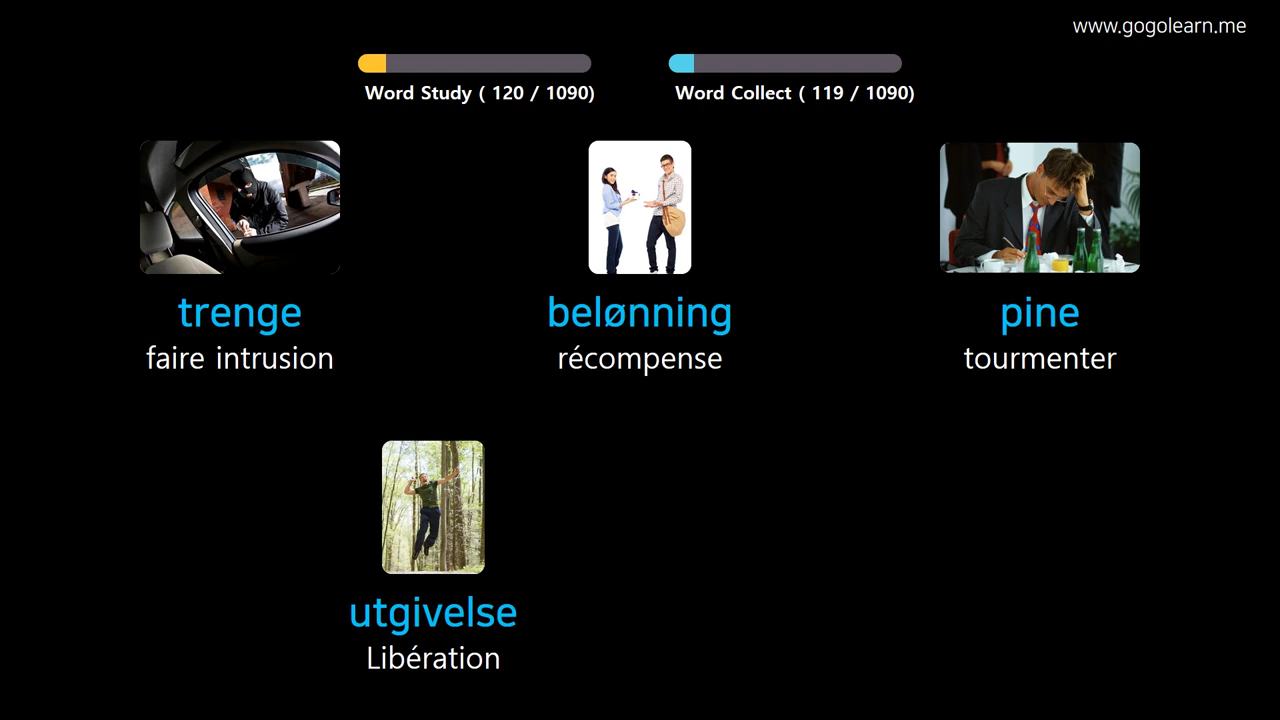 www.gogolearn.me
Word Study ( 120 / 1090)
Word Collect ( 119 / 1090)
trenge
faire intrusion
belønning
récompense
pine
tourmenter
utgivelse
Libération